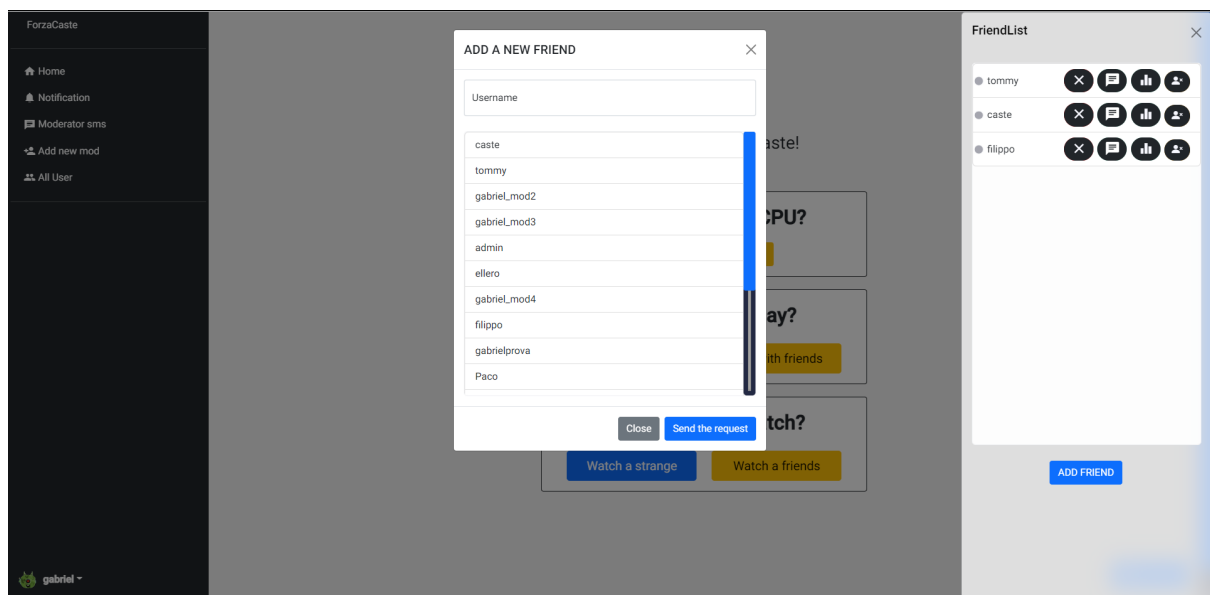 ForzaCaste
Home
Notification
Moderator sms
Add new mod
All User
gabriel
ADD A NEW FRIEND
Username
caste
tommy
gabriel_mod2
gabriel_mod3
admin
ellero
gabriel_mod4
filippo
gabrielprova
Paco
Close
Send the request
aste!
CPU?
ay?
ith friends
tch?
Watch a strange
Watch a friends
FriendList
tommy
caste
filippo
ADD FRIEND